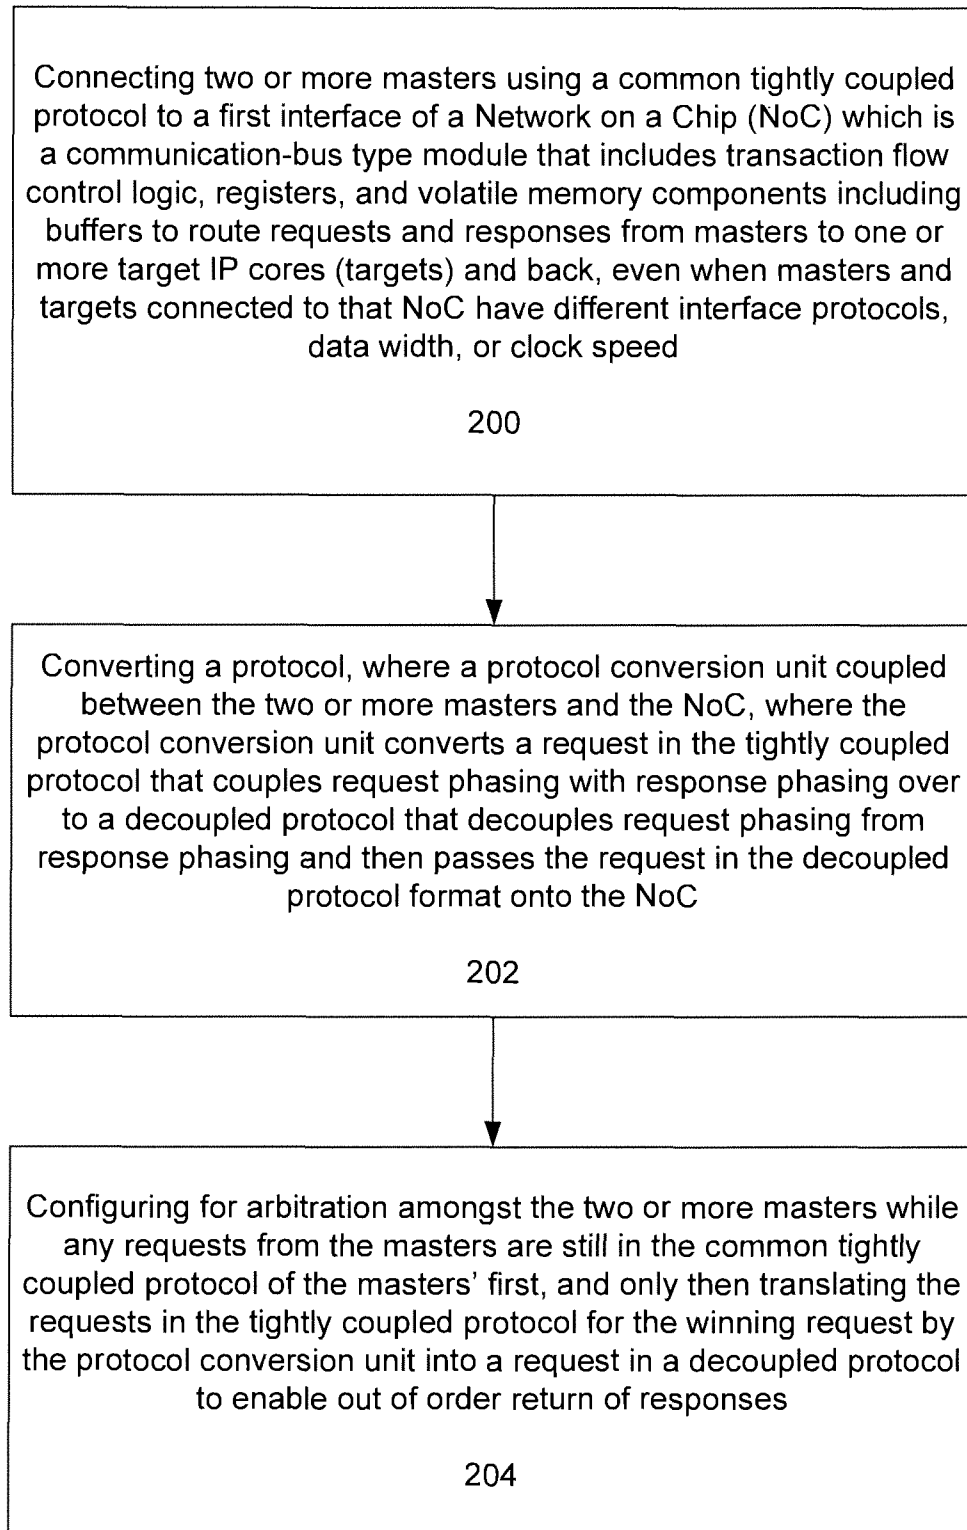 Connecting two or more masters using a common tightly coupled
protocol to a first interface of a Network on a Chip (NoC) which is
a communication-bus type module that includes transaction flow
control logic, registers, and volatile memory components including
buffers to route requests and responses from masters to one or
more target IP cores (targets) and back, even when masters and
targets connected to that NoC have different interface protocols,
data width, or clock speed
200
Converting a protocol, where a protocol conversion unit coupled
between the two or more masters and the NoC, where the
protocol conversion unit converts a request in the tightly coupled
protocol that couples request phasing with response phasing over
to a decoupled protocol that decouples request phasing from
response phasing and then passes the request in the decoupled
protocol format onto the NoC
202
Configuring for arbitration amongst the two or more masters while
any requests from the masters are still in the common tightly
coupled protocol of the masters' first, and only then translating the
requests in the tightly coupled protocol for the winning request by
the protocol conversion unit into a request in a decoupled protocol
to enable out of order return of responses
204